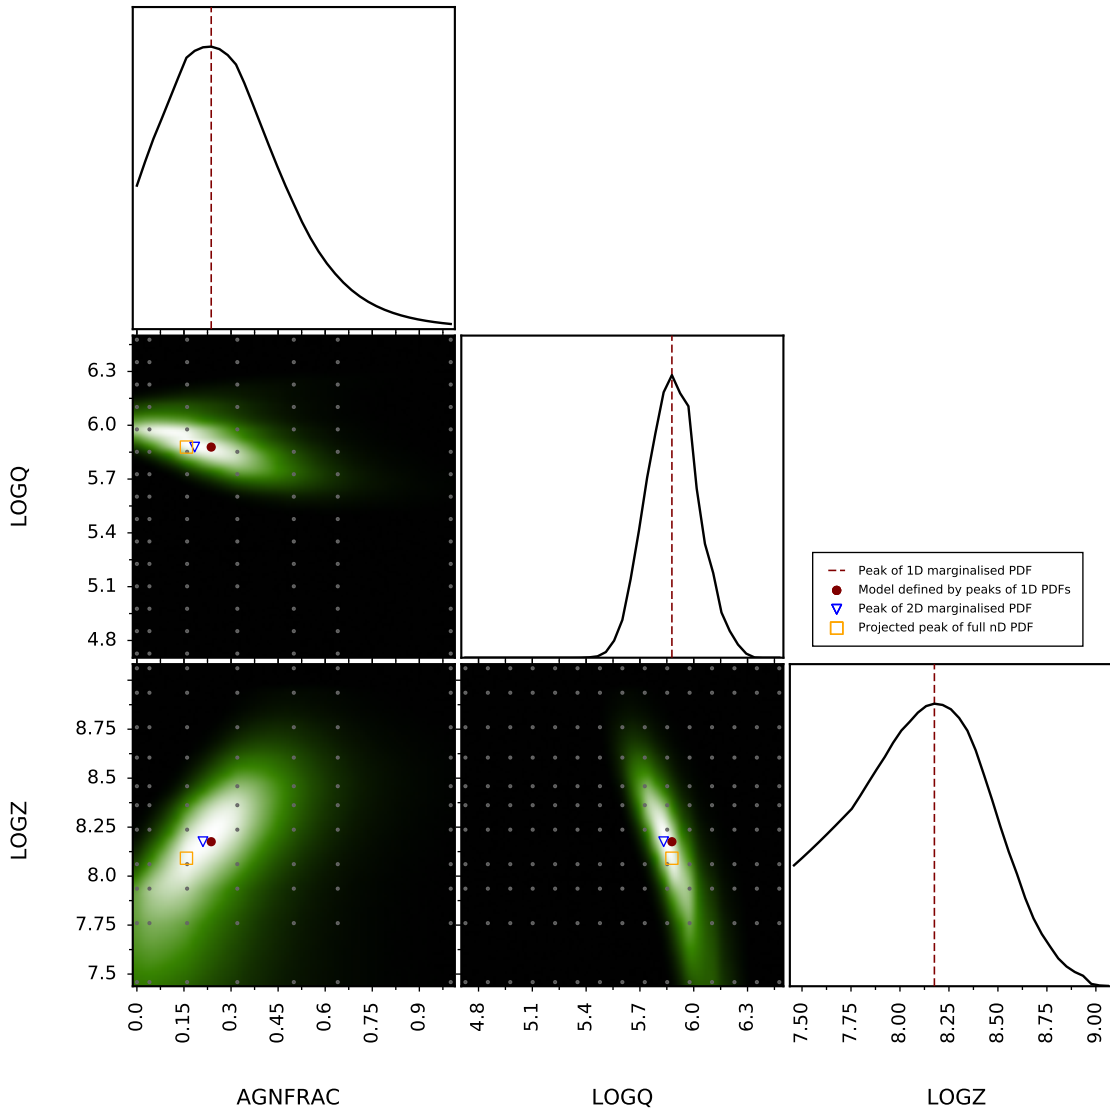 6.3
6.0
5.7
5.4
5.1
4.8
LOGQ
Peak of 1D marginalised PDF
Model defined by peaks of 1D PDFs
Peak of 2D marginalised PDF
Projected peak of full nD PDF
8.75
8.5
8.25
8.0
7.75
7.5
LOGZ
0.0 0.15 0.3 0.45 0.6 0.75 0.9
4.8 5.1 5.4 5.7 6.0 6.3
7.50 7.75 8.00 8.25 8.50 8.75 9.00
AGNFRAC LOGQ LOGZ